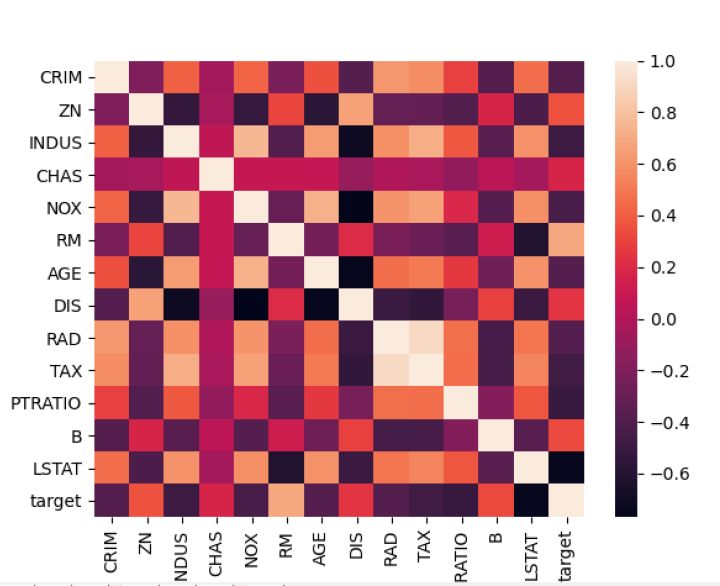 CRIM
ZN
INDUS
CHAS
NOX
RM
AGE
DIS
RAD
TAX
PTRATIO
B
LSTAT
target
CRIM
ZN
NDUS
CHAS
NOX
RM
AGE
DIS
RAD
TAX
RATIO
B
LSTAT
target
1.0
0.8
0.6
0.4
0.2
0.0
−0.2
−0.4
−0.6